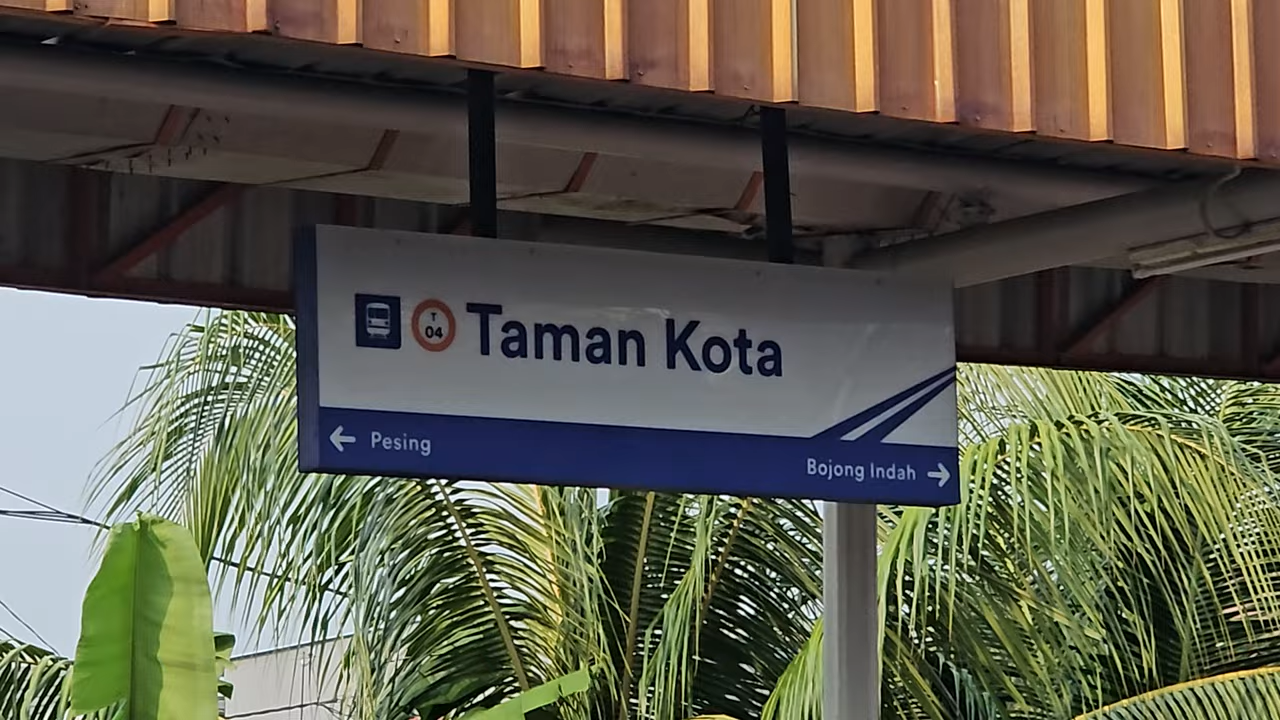 T
04
Taman Kota
← Pesing
Bojong Indah →